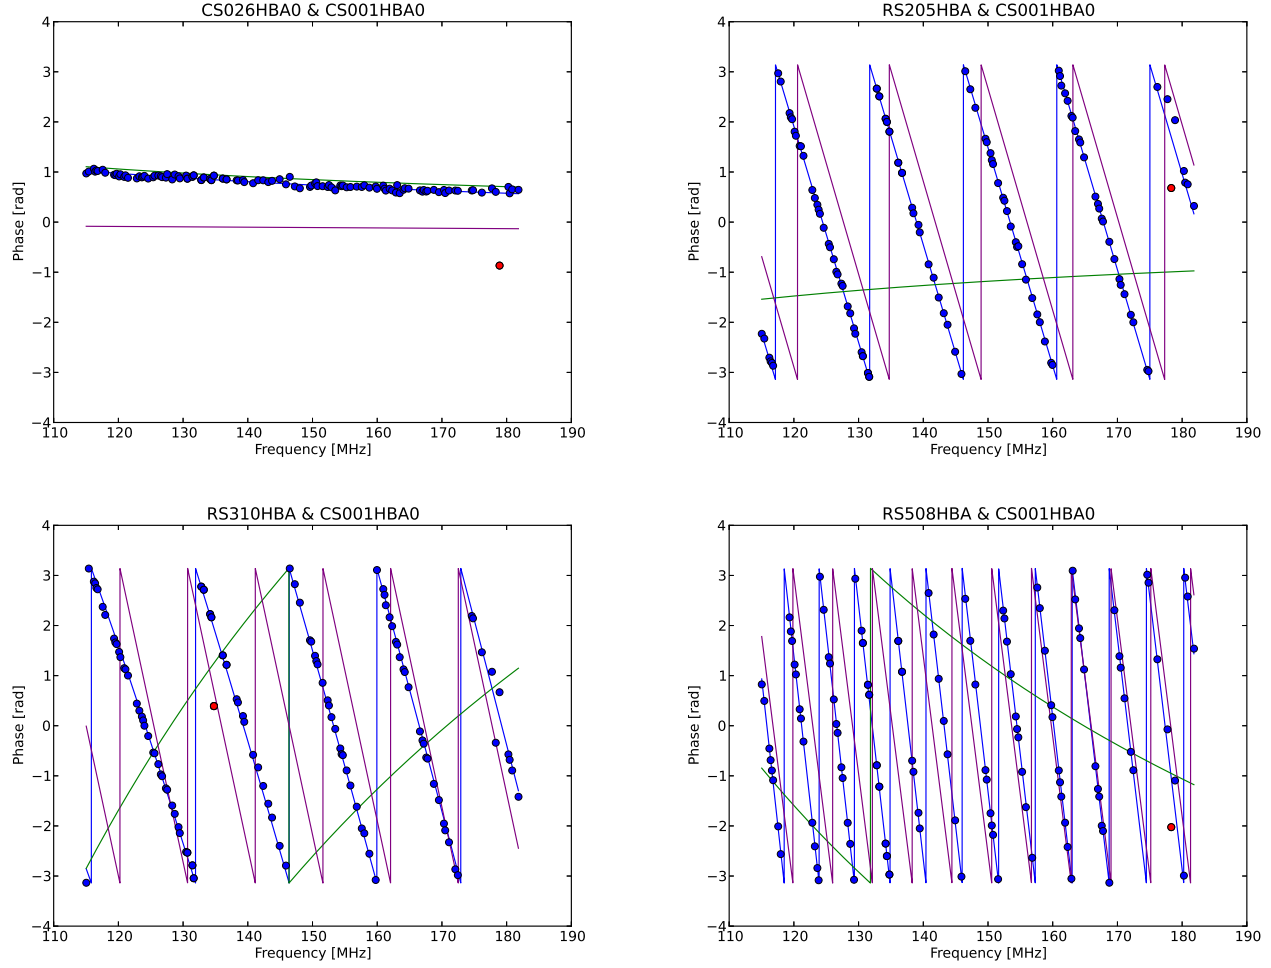 CS026HBA0 & CS001HBA0
4
3
2
1
0
−1
−2
−3
−4
Phase [rad]
110 120 130 140 150 160 170 180 190
Frequency [MHz]
RS205HBA & CS001HBA0
4
3
2
1
0
−1
−2
−3
−4
Phase [rad]
110 120 130 140 150 160 170 180 190
Frequency [MHz]
RS310HBA & CS001HBA0
4
3
2
1
0
−1
−2
−3
−4
Phase [rad]
110 120 130 140 150 160 170 180 190
Frequency [MHz]
RS508HBA & CS001HBA0
4
3
2
1
0
−1
−2
−3
−4
Phase [rad]
110 120 130 140 150 160 170 180 190
Frequency [MHz]